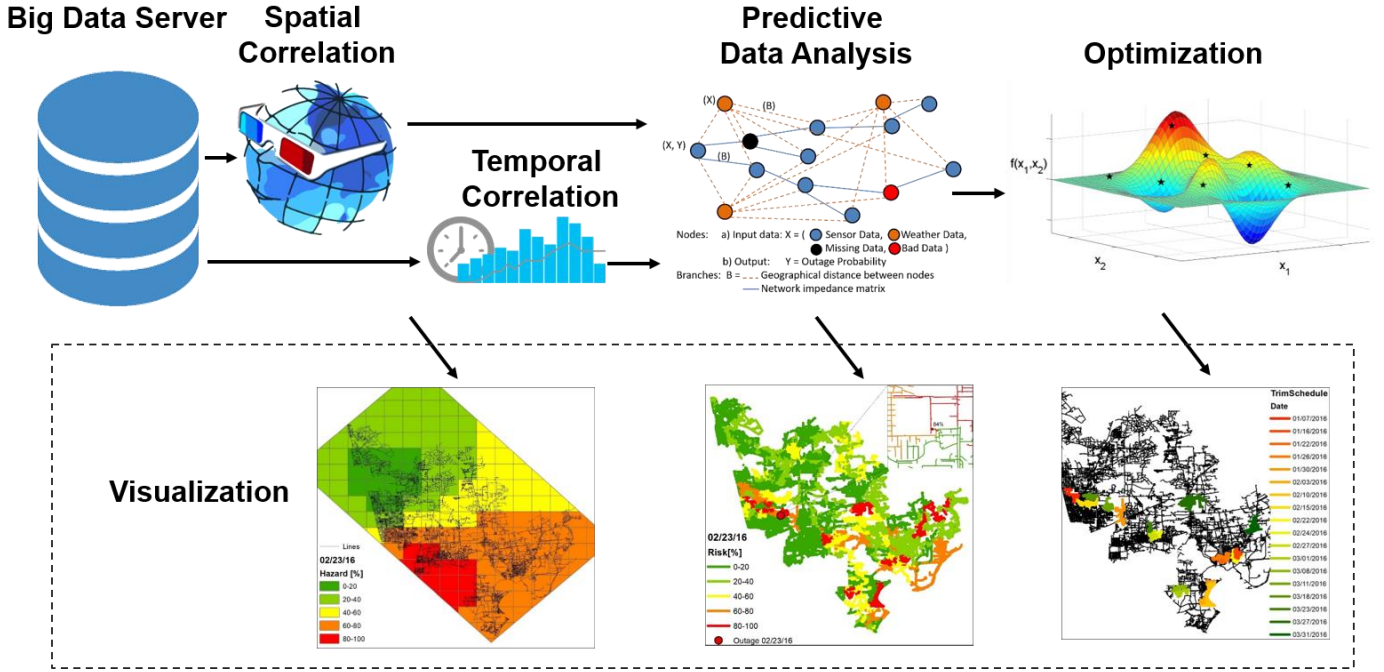 Big Data Server
Spatial
Correlation
Temporal
Correlation
Predictive
Data Analysis
(X)
(B)
(X, Y)
(B)
Nodes: a) Input data: X = ( Sensor Data, Weather Data,
Missing Data, Bad Data )
b) Output: Y = Outage Probability
Branches: B = Geographical distance between nodes
Network impedance matrix
Optimization
f(x1,x2)
x2
x1
Visualization
Lines
02/23/16
Hazard [%]
0-20
20-40
40-60
60-80
80-100
84%
02/23/16
Risk[%]
0-20
20-40
40-60
60-80
80-100
Outage 02/23/16
TrimSchedule
Date
01/07/2016
01/16/2016
01/22/2016
01/26/2016
01/30/2016
02/03/2016
02/10/2016
02/15/2016
02/22/2016
02/24/2016
02/27/2016
03/01/2016
03/08/2016
03/11/2016
03/18/2016
03/23/2016
03/27/2016
03/31/2016